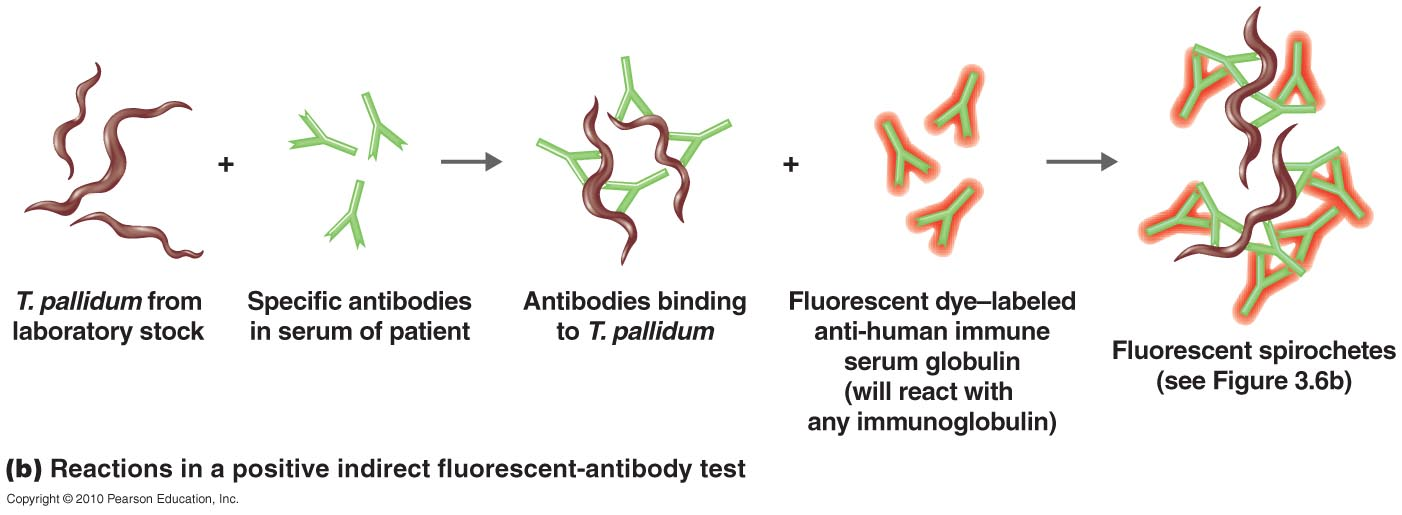 +
+
T. pallidum from
laboratory stock
Specific antibodies
in serum of patient
Antibodies binding
to T. pallidum
Fluorescent dye–labeled
anti-human immune
serum globulin
(will react with
any immunoglobulin)
Fluorescent spirochetes
(see Figure 3.6b)
(b) Reactions in a positive indirect fluorescent-antibody test
Copyright © 2010 Pearson Education, Inc.